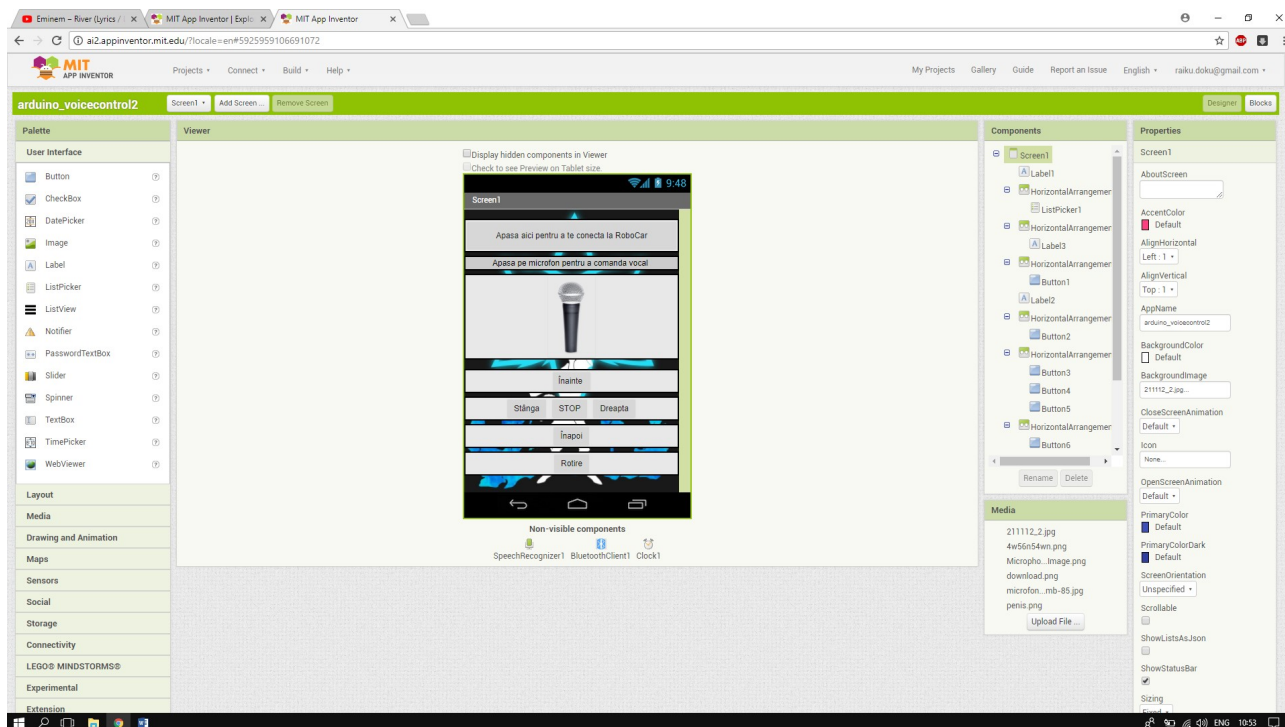 Eminem – River (Lyrics /
MIT App Inventor | Explo
MIT App Inventor
ai2.appinventor.mit.edu/?locale=en#5925959106691072
MIT
APP INVENTOR
Projects
Connect
Build
Help
My Projects
Gallery
Guide
Report an Issue
English
raiku.doku@gmail.com
arduino_voicecontrol2
Screen1
Add Screen ...
Remove Screen
Designer
Blocks
Palette
User Interface
Button
CheckBox
DatePicker
Image
Label
ListPicker
ListView
Notifier
PasswordTextBox
Slider
Spinner
TextBox
TimePicker
WebViewer
Layout
Media
Drawing and Animation
Maps
Sensors
Social
Storage
Connectivity
LEGO® MINDSTORMS®
Experimental
Extension
Viewer
Display hidden components in Viewer
Check to see Preview on Tablet size.
9:48
Screen1
Apasa aici pentru a te conecta la RoboCar
Apasa pe microfon pentru a comanda vocal
Înainte
Stânga
STOP
Dreapta
Înapoi
Rotire
Non-visible components
SpeechRecognizer1
BluetoothClient1
Clock1
Components
Screen1
Label1
HorizontalArrangemer
ListPicker1
HorizontalArrangemer
Label3
HorizontalArrangemer
Button1
Label2
HorizontalArrangemer
Button2
HorizontalArrangemer
Button3
Button4
Button5
HorizontalArrangemer
Button6
Rename
Delete
Media
211112_2.jpg
4w56n54wn.png
Micropho...Image.png
download.png
microfon...mb-85.jpg
penis.png
Upload File ...
Properties
Screen1
AboutScreen
AccentColor
Default
AlignHorizontal
Left : 1
AlignVertical
Top : 1
AppName
arduino_voicecontrol2
BackgroundColor
Default
BackgroundImage
211112_2.jpg...
CloseScreenAnimation
Default
Icon
None...
OpenScreenAnimation
Default
PrimaryColor
Default
PrimaryColorDark
Default
ScreenOrientation
Unspecified
Scrollable
ShowListsAsJson
ShowStatusBar
Sizing
Fixed
ENG
10:53